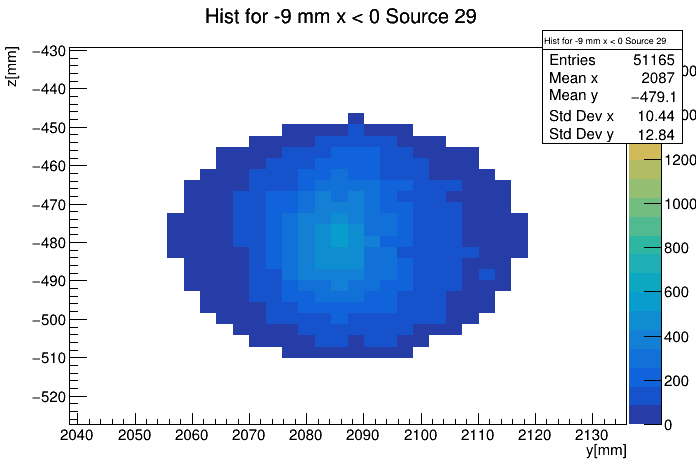 Hist for -9 mm x < 0 Source 29
z[mm]
−430
−440
−450
−460
−470
−480
−490
−500
−510
−520
2040 2050 2060 2070 2080 2090 2100 2110 2120 2130
y[mm]
Hist for -9 mm x < 0 Source 29
Entries 51165
Mean x 2087
Mean y −479.1
Std Dev x 10.44
Std Dev y 12.84
1200
1000
800
600
400
200
0